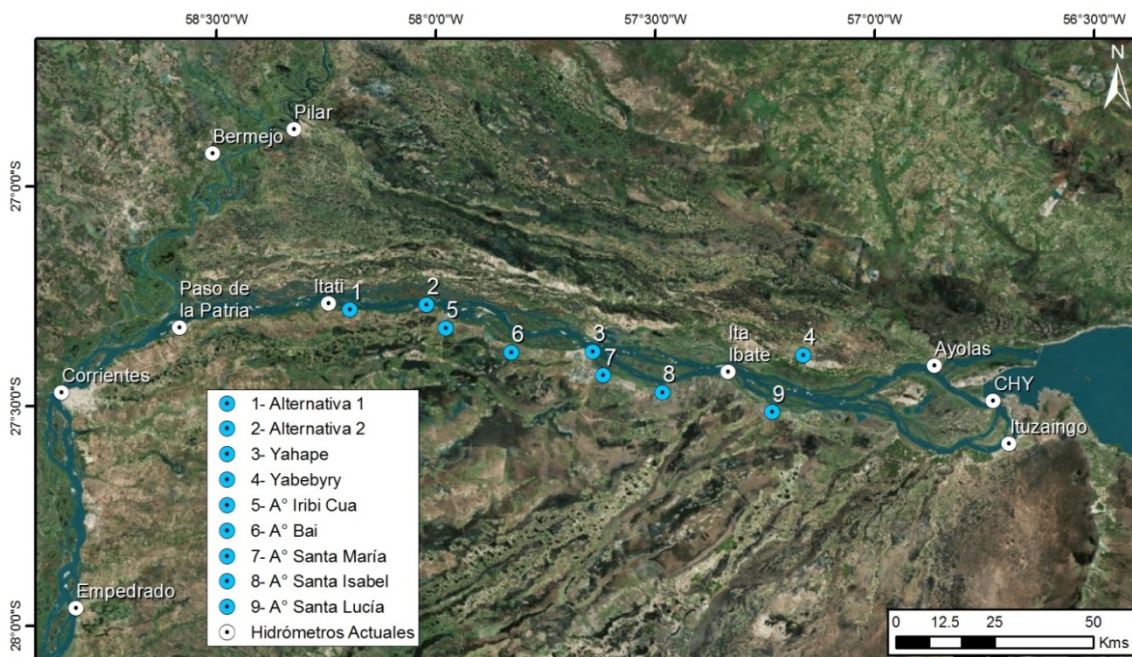 58°30'0"W
58°0'0"W
57°30'0"W
57°0'0"W
56°30'0"W
N
Pilar
Bermejo
27°0'0"S
Paso de
la Patria
Itati
1
2
5
6
3
7
8
Ita
Ibate
4
9
Ayolas
CHY
Ituzaingo
Corrientes
27°30'0"S
1- Alternativa 1
2- Alternativa 2
3- Yahape
4- Yabebyry
5- A° Iribi Cua
6- A° Bai
7- A° Santa María
8- A° Santa Isabel
9- A° Santa Lucía
Hidrómetros Actuales
Empedrado
28°0'0"S
0 12.5 25 50
Kms